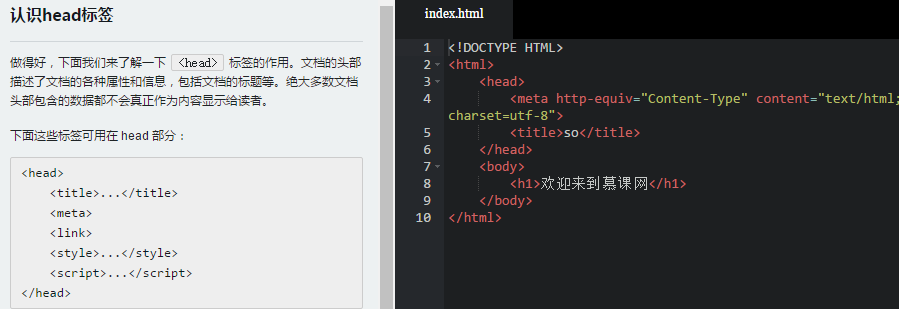 认识head标签
做得好，下面我们来了解一下 <head> 标签的作用。文档的头部
描述了文档的各种属性和信息，包括文档的标题等。绝大多数文档
头部包含的数据都不会真正作为内容显示给读者。
下面这些标签可用在 head 部分：
<head>
<title>...</title>
<meta>
<link>
<style>...</style>
<script>...</script>
</head>
index.html
1 <!DOCTYPE HTML>
2 <html>
3 <head>
4 <meta http-equiv="Content-Type" content="text/html;
charset=utf-8">
5 <title>so</title>
6 </head>
7 <body>
8 <h1>欢迎来到慕课网</h1>
9 </body>
10 </html>